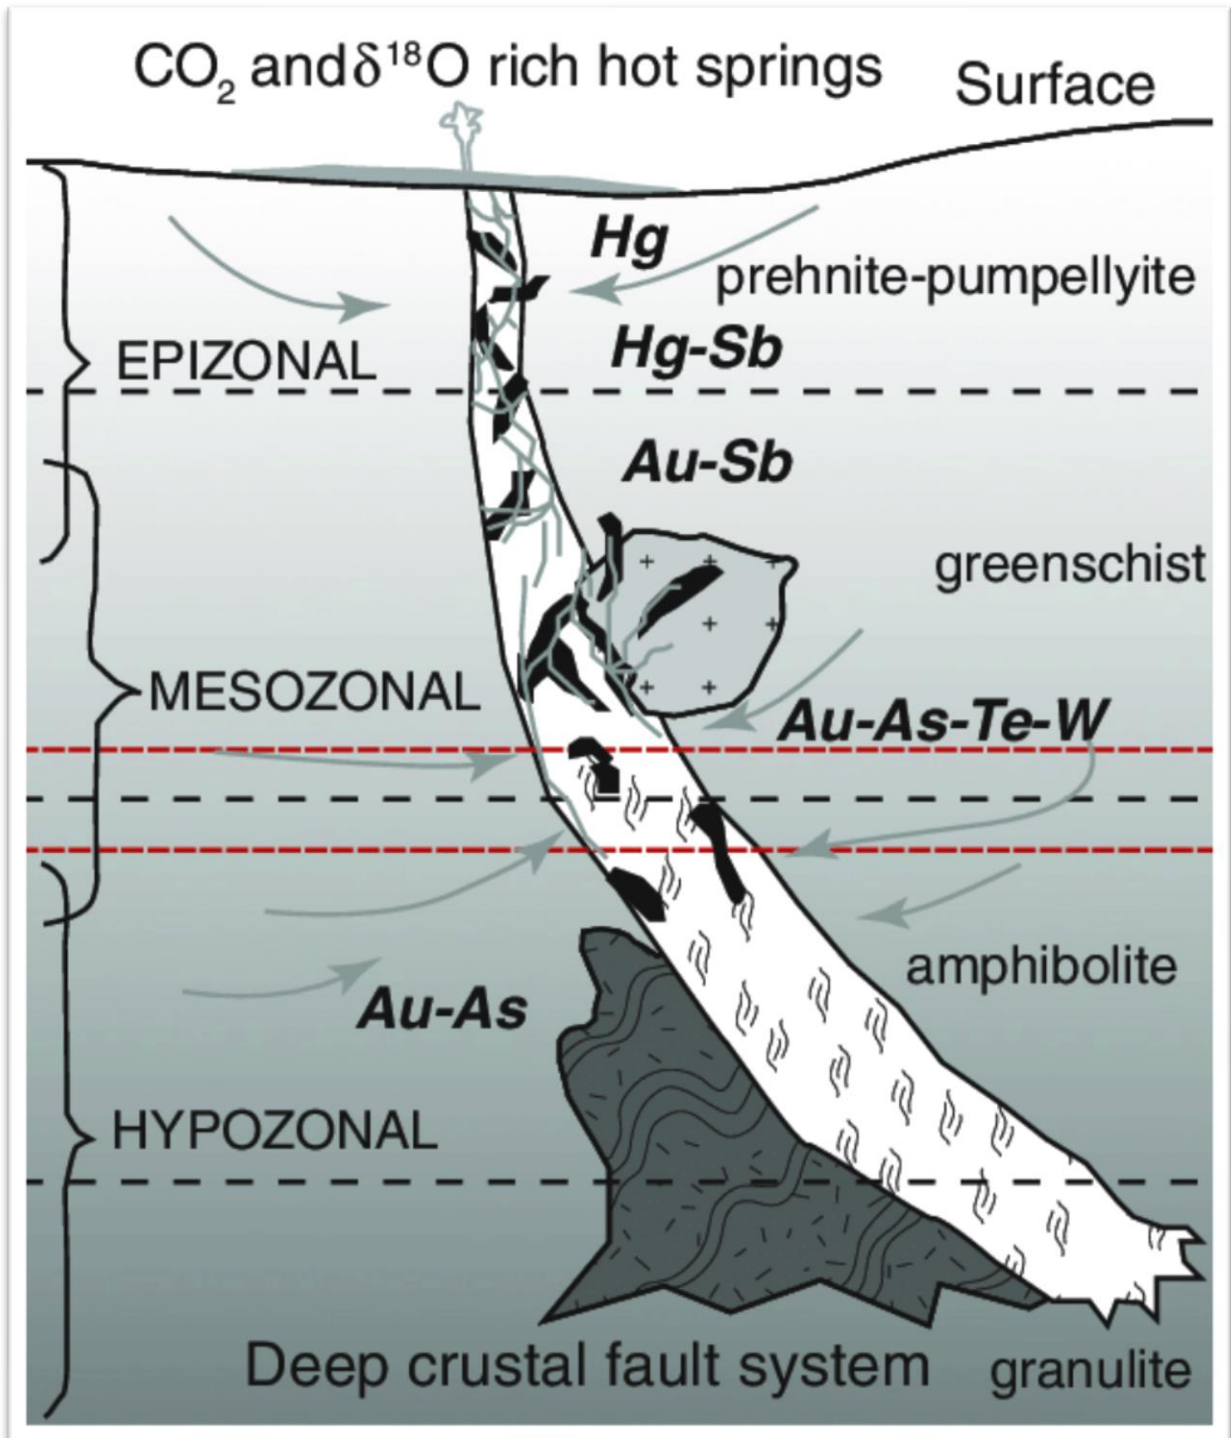 CO₂ and δ¹⁸O rich hot springs
Surface
Hg
prehnite-pumpellyite
Hg-Sb
EPIZONAL
Au-Sb
greenschist
MESOZONAL
Au-As-Te-W
amphibolite
Au-As
HYPOZONAL
Deep crustal fault system
granulite